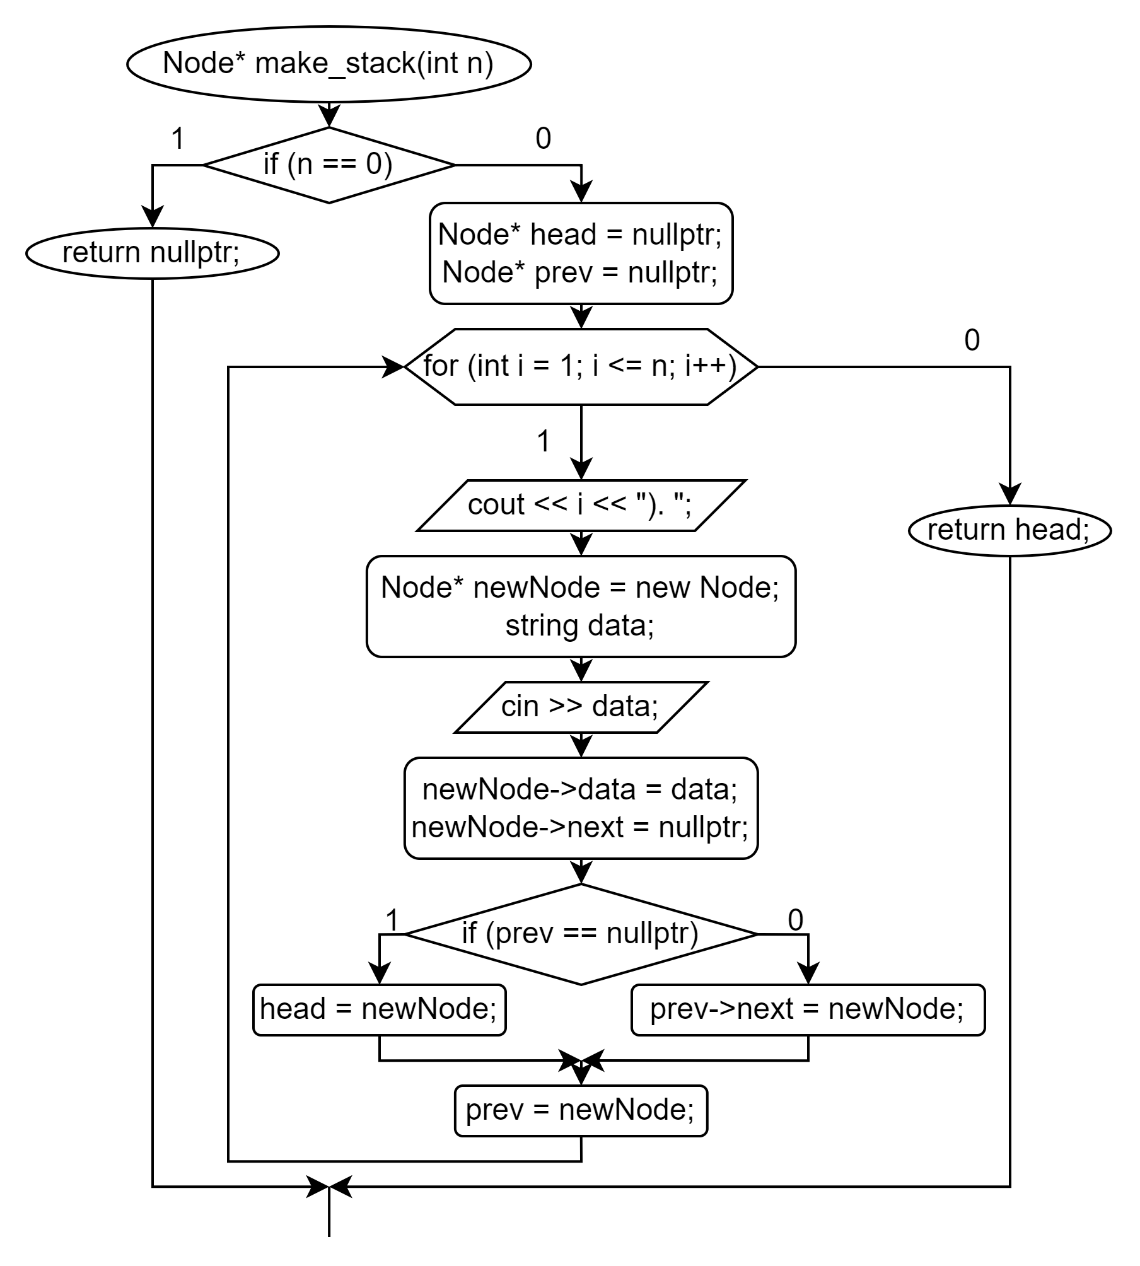 Node* make_stack(int n)
1
0
if (n == 0)
return nullptr;
Node* head = nullptr;
Node* prev = nullptr;
for (int i = 1; i <= n; i++)
0
1
cout << i << "). ";
return head;
Node* newNode = new Node;
string data;
cin >> data;
newNode->data = data;
newNode->next = nullptr;
1
if (prev == nullptr)
0
head = newNode;
prev->next = newNode;
prev = newNode;